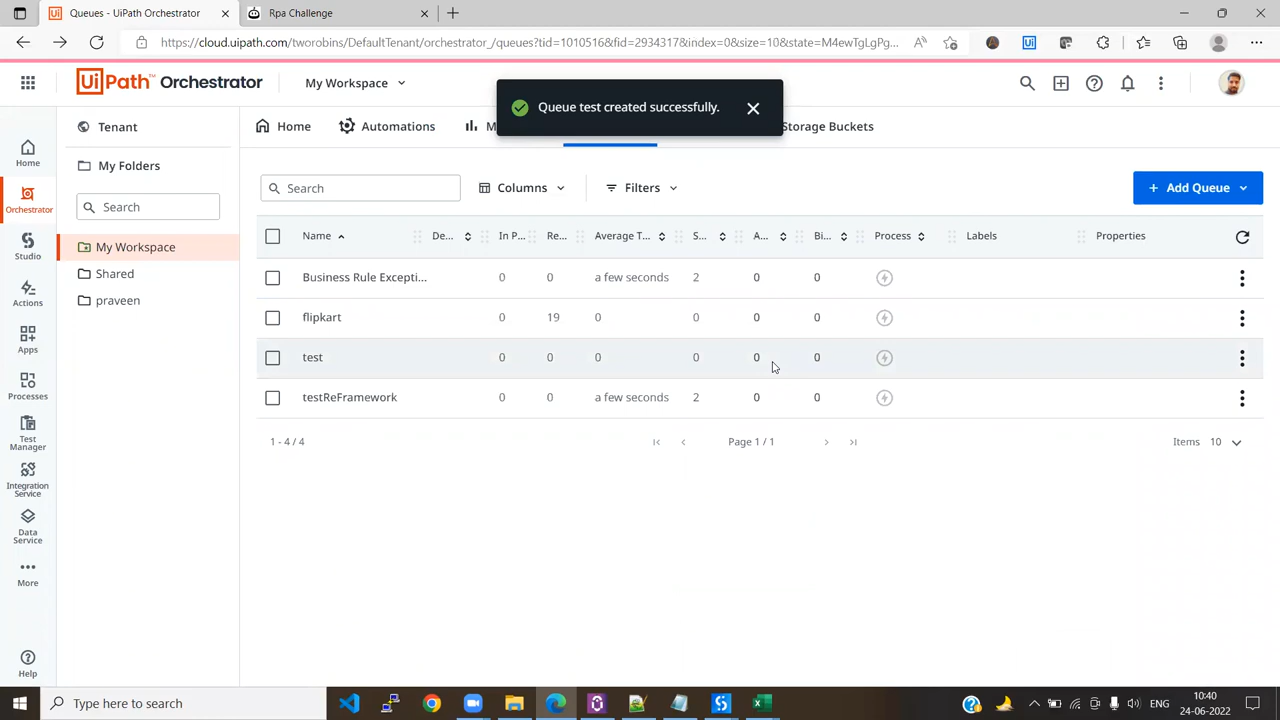 Queues - UiPath Orchestrator
Rpa Challenge
https://cloud.uipath.com/tworobins/DefaultTenant/orchestrator_/queues?tid=1010516&fid=2934317&index=0&size=10&state=M4ewTgLgPg...
UiPath Orchestrator
My Workspace
Queue test created successfully.
Tenant
Home
Automations
M
Storage Buckets
My Folders
Search
My Workspace
Shared
praveen
Home
Orchestrator
Studio
Actions
Apps
Processes
Test
Manager
Integration
Service
Data
Service
More
Help
Search
Columns
Filters
Add Queue
Name De... In P... Re... Average T... S... A... Bi... Process Labels Properties
Business Rule Excepti... 0 0 a few seconds 2 0 0
flipkart 0 19 0 0 0 0
test 0 0 0 0 0 0
testReFramework 0 0 a few seconds 2 0 0
1 - 4 / 4
Page 1 / 1
Items 10
Type here to search
ENG
10:40
24-06-2022